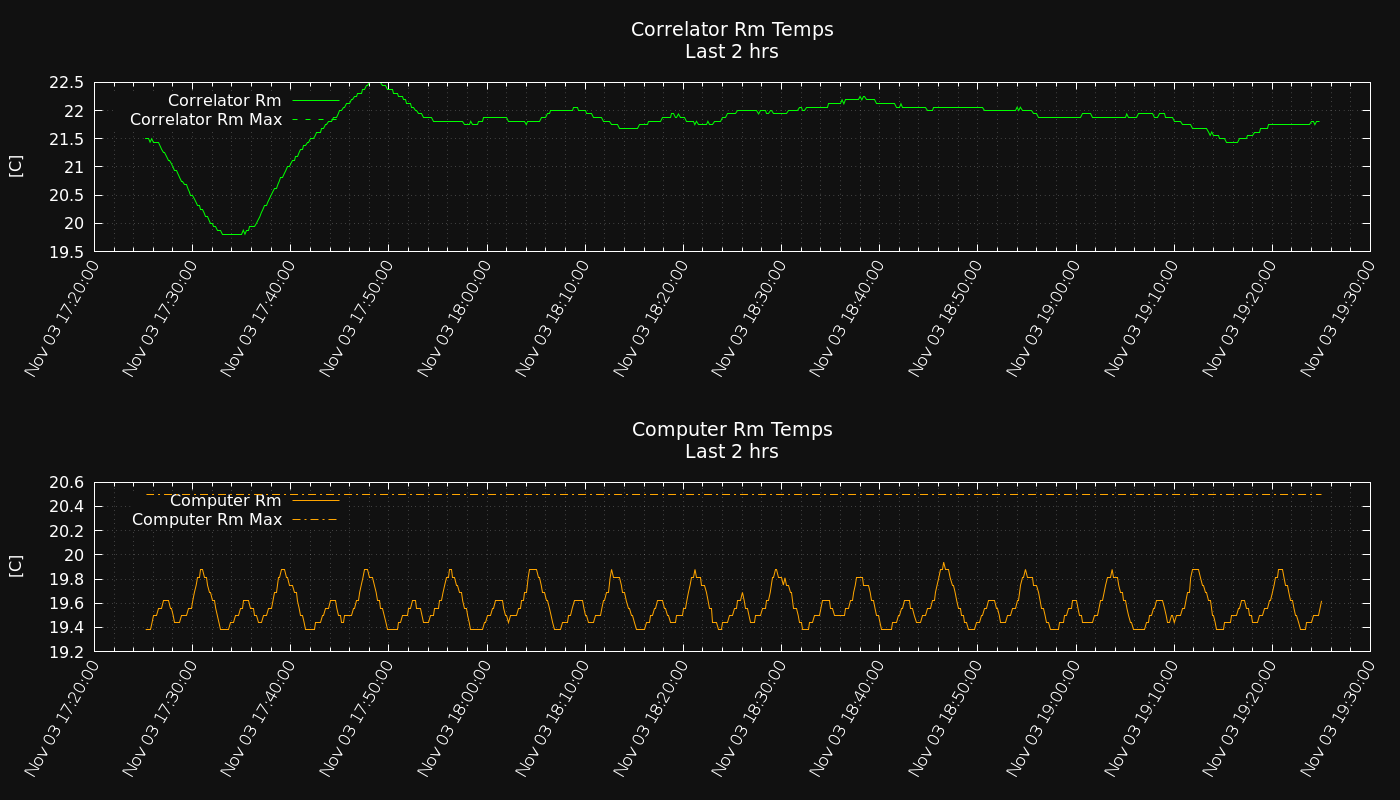 Correlator Rm Temps
Last 2 hrs
22.5
22
21.5
21
20.5
20
19.5
[C]
Correlator Rm
Correlator Rm Max
Nov 03 17:20:00
Nov 03 17:30:00
Nov 03 17:40:00
Nov 03 17:50:00
Nov 03 18:00:00
Nov 03 18:10:00
Nov 03 18:20:00
Nov 03 18:30:00
Nov 03 18:40:00
Nov 03 18:50:00
Nov 03 19:00:00
Nov 03 19:10:00
Nov 03 19:20:00
Nov 03 19:30:00
Computer Rm Temps
Last 2 hrs
20.6
20.4
20.2
20
19.8
19.6
19.4
19.2
[C]
Computer Rm
Computer Rm Max
Nov 03 17:20:00
Nov 03 17:30:00
Nov 03 17:40:00
Nov 03 17:50:00
Nov 03 18:00:00
Nov 03 18:10:00
Nov 03 18:20:00
Nov 03 18:30:00
Nov 03 18:40:00
Nov 03 18:50:00
Nov 03 19:00:00
Nov 03 19:10:00
Nov 03 19:20:00
Nov 03 19:30:00